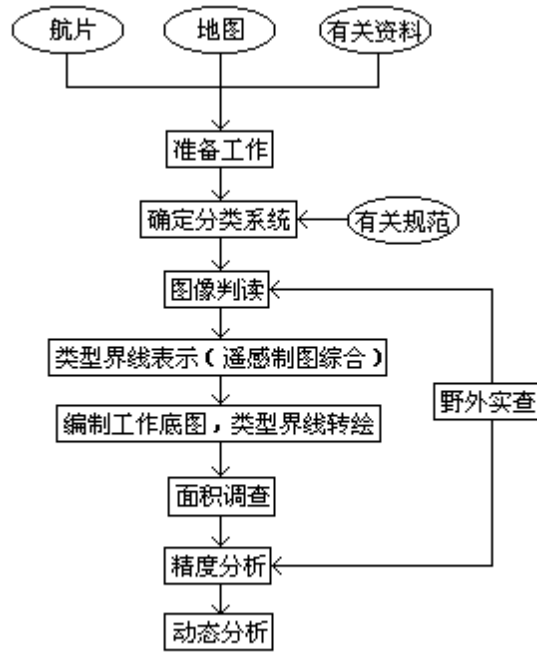 航片
地图
有关资料
准备工作
确定分类系统
有关规范
图像判读
类型界线表示(遥感制图综合)
编制工作底图，类型界线转绘
野外实查
面积调查
精度分析
动态分析